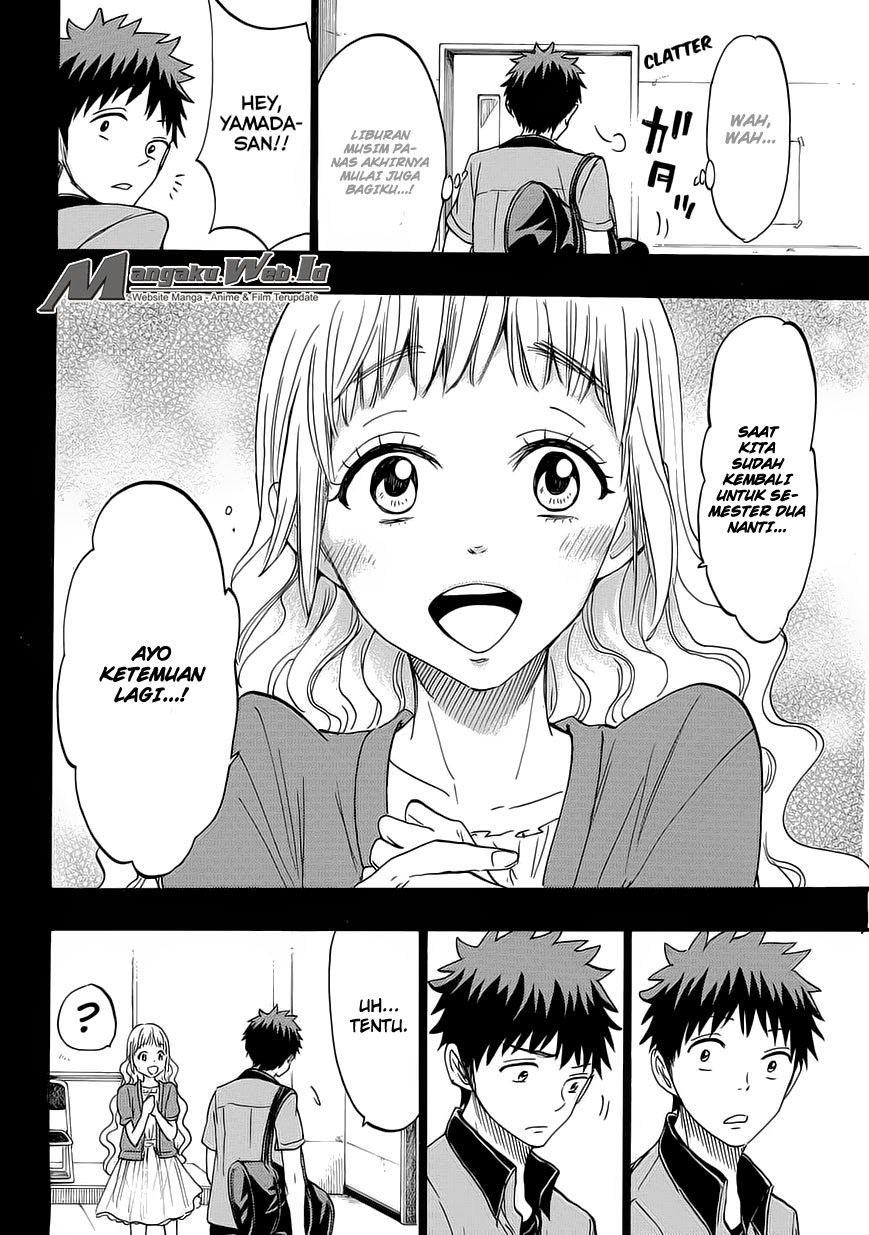 WAH,
WAH...
CLATTER
ガタ
LIBURAN
MUSIM PA-
NAS AKHIRNYA
MULAI JUGA
BAGIKU...!
HEY,
YAMADA-
SAN!!
Mangaku.Web.Id
Website Manga - Anime & Film Terupdate
SAAT
KITA
SUDAH
KEMBALI
UNTUK SE-
MESTER DUA
NANTI...
AYO
KETEMUAN
LAGI...!
UH...
TENTU.
?